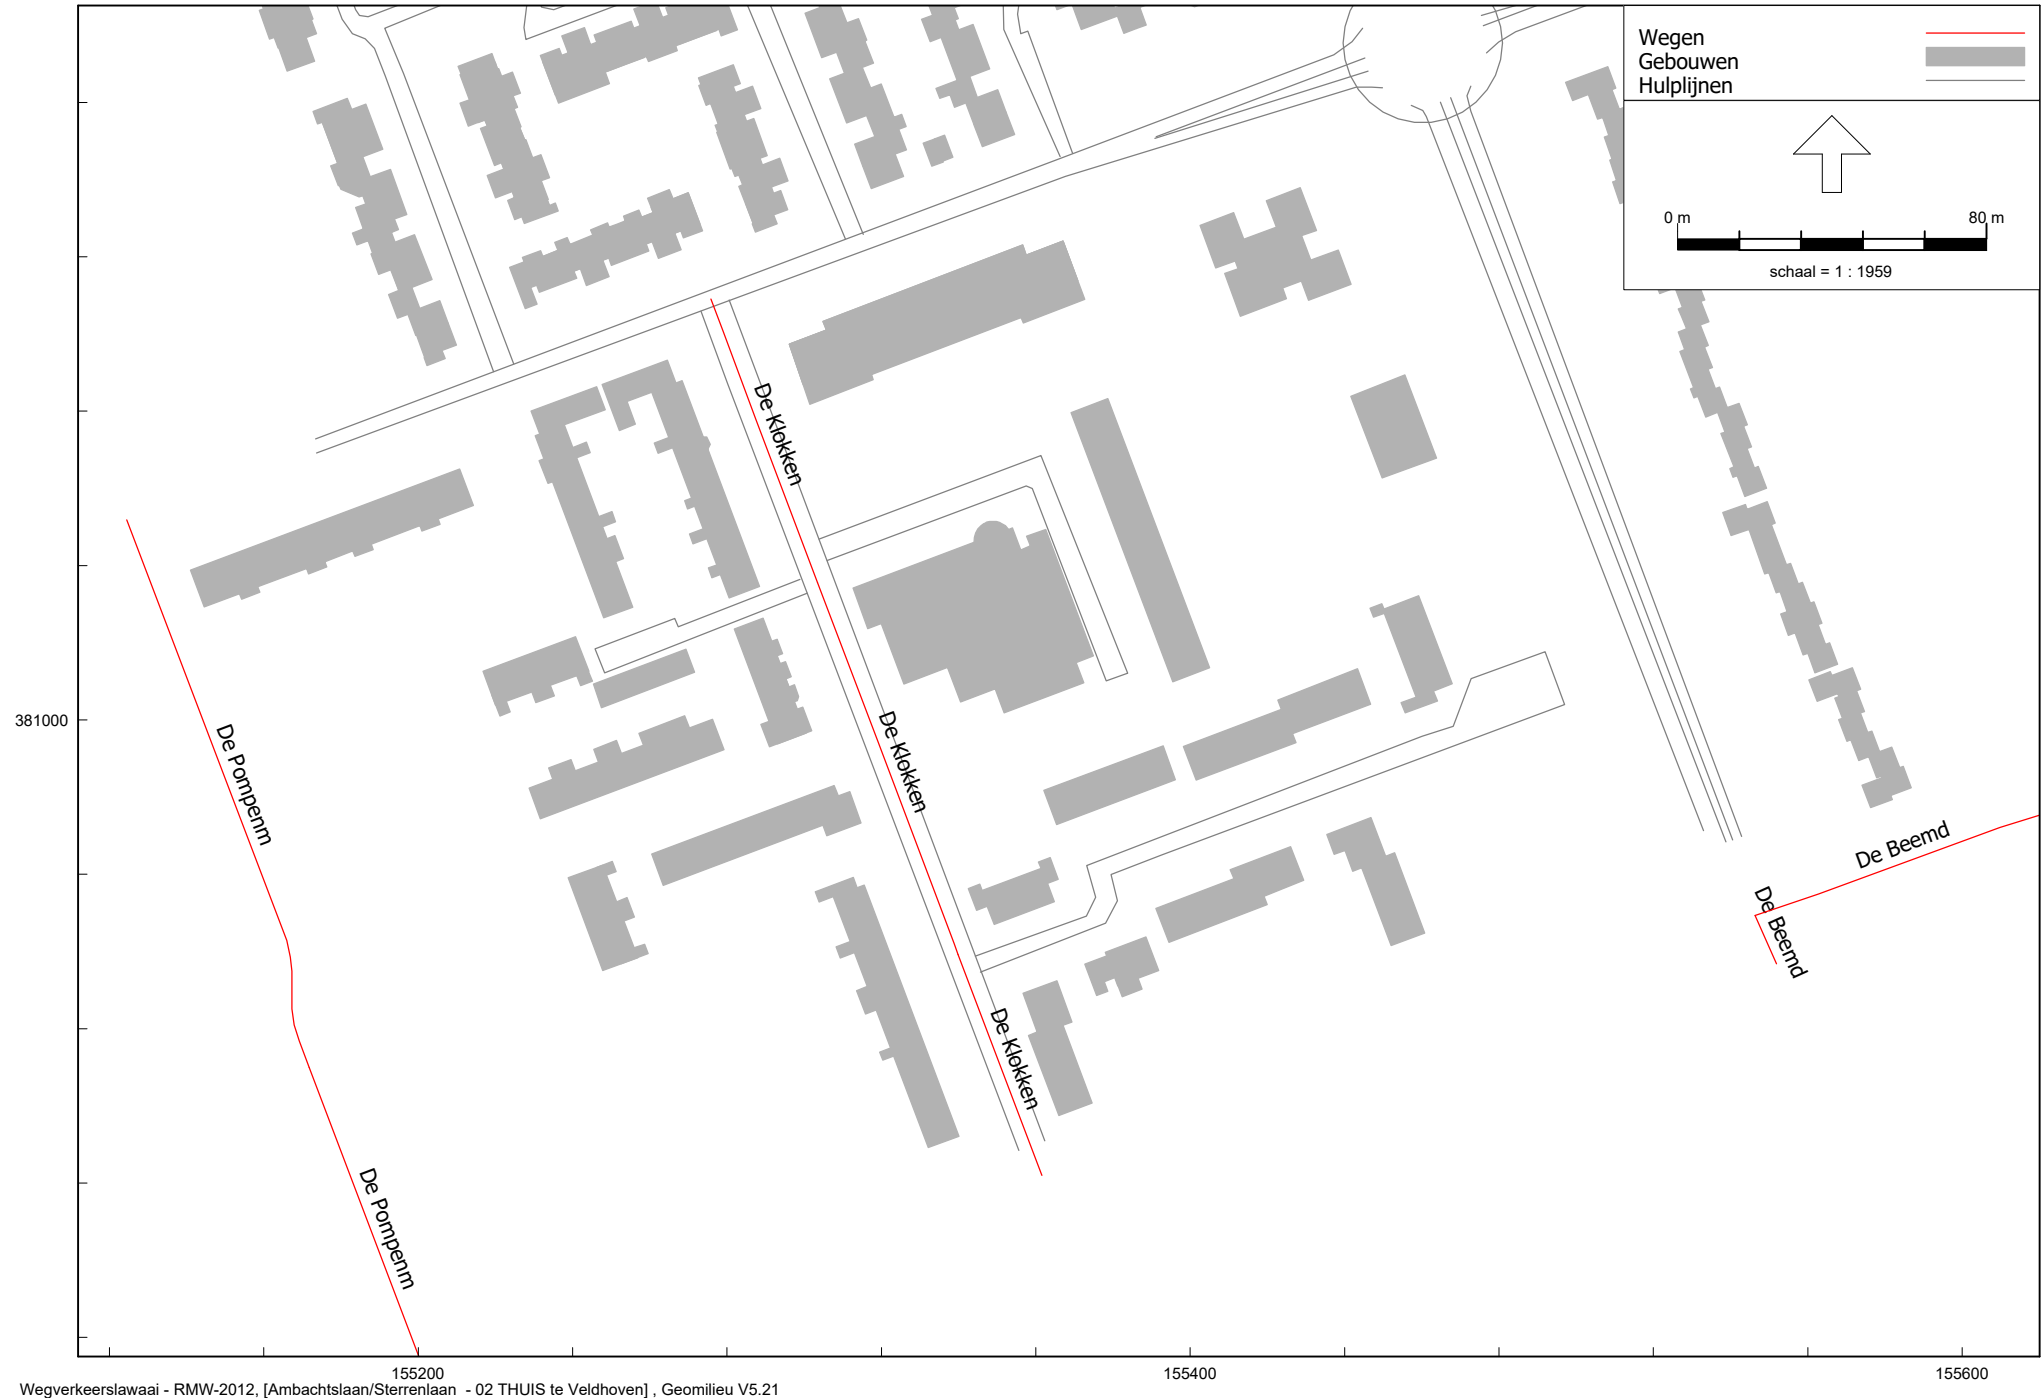 Wegen
Gebouwen
Hulplijnen
0 m
80 m
schaal = 1 : 1959
De Klokken
381000
De Klokken
De Pompenm
De Beemd
De Beemd
De Klokken
De Pompenm
155200
155400
155600
Wegverkeerslawaai - RMW-2012, [Ambachtslaan/Sterrenlaan - 02 THUIS te Veldhoven] , Geomilieu V5.21